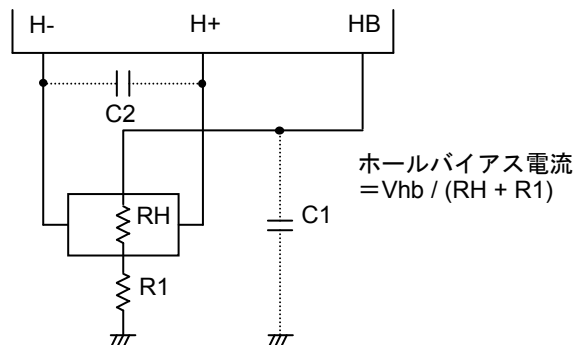 H- H+ HB
C2
ホールバイアス電流
=Vhb / (RH + R1)
RH
C1
R1